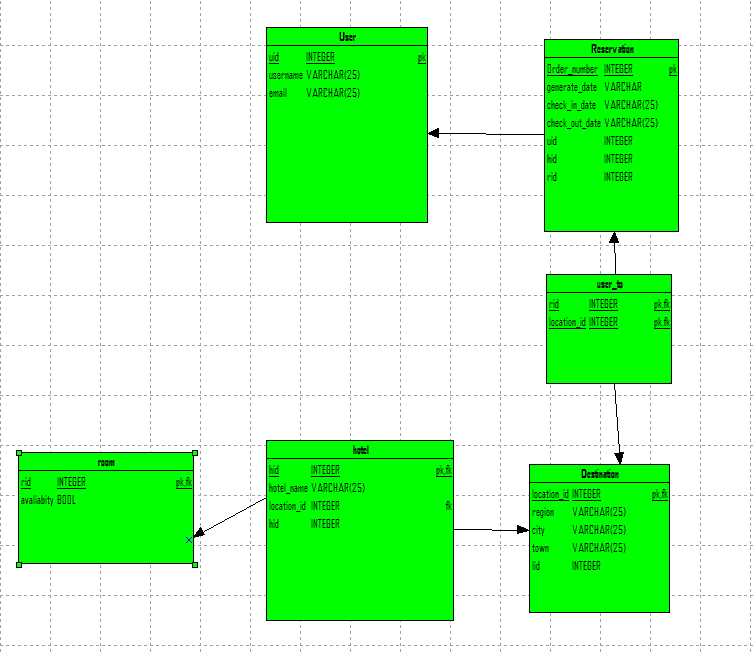 User
uid INTEGER pk
username VARCHAR(25)
email VARCHAR(25)
Reservation
Order_number INTEGER pk
generate_date VARCHAR
check_in_date VARCHAR(25)
check_out_date VARCHAR(25)
uid INTEGER
hid INTEGER
rid INTEGER
user_to
rid INTEGER pk,fk
location_id INTEGER pk,fk
room
rid INTEGER pk,fk
availabity BOOL
hotel
hid INTEGER pk,fk
hotel_name VARCHAR(25)
location_id INTEGER fk
hid INTEGER
Destination
location_id INTEGER pk,fk
region VARCHAR(25)
city VARCHAR(25)
town VARCHAR(25)
lid INTEGER